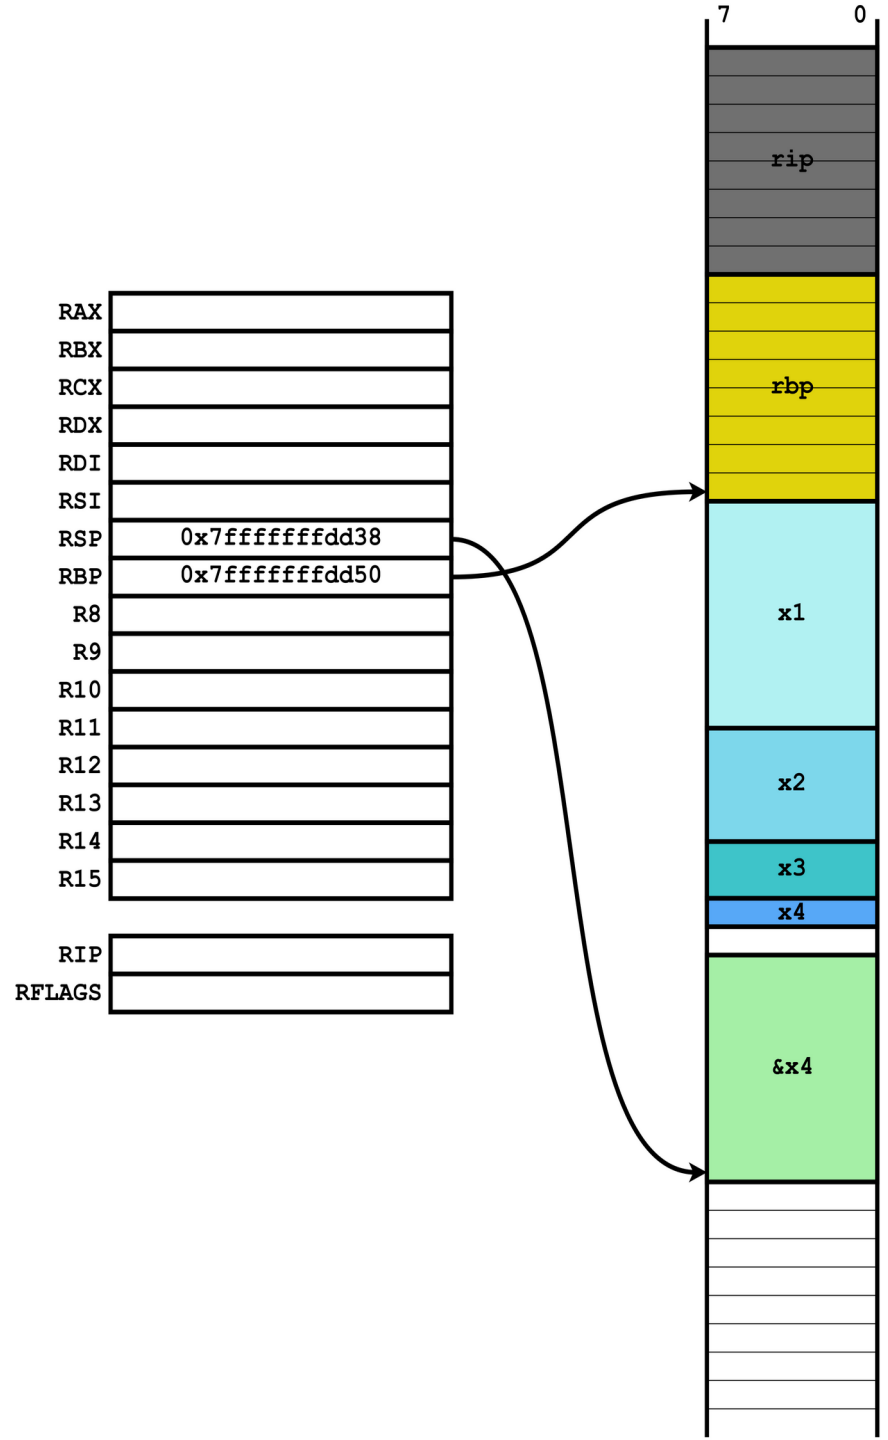 7 0
rip
rbp
x1
x2
x3
x4
&x4
RAX
RBX
RCX
RDX
RDI
RSI
RSP 0x7fffffffdd38
RBP 0x7fffffffdd50
R8
R9
R10
R11
R12
R13
R14
R15
RIP
RFLAGS